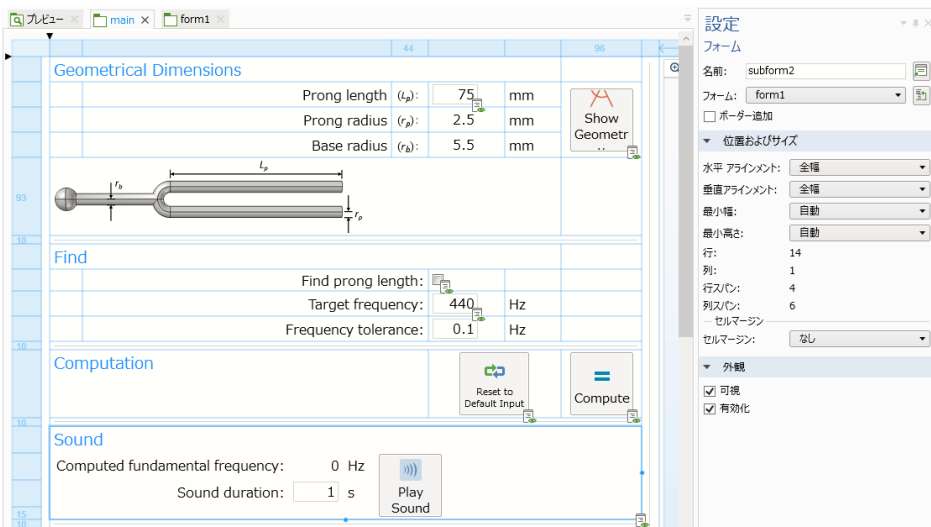 プレビュー × main × form1 ×
44 96
Geometrical Dimensions
Prong length (Lp): 75 mm
Prong radius (rp): 2.5 mm
Base radius (rb): 5.5 mm
Show
Geometr
93
Lp
rb
rp
10
Find
Find prong length:
Target frequency: 440 Hz
Frequency tolerance: 0.1 Hz
10
Computation
Reset to
Default Input
Compute
10
Sound
Computed fundamental frequency: 0 Hz
Sound duration: 1 s
Play
Sound
15
10
設定
フォーム
名前: subform2
フォーム: form1
ボーダー追加
位置およびサイズ
水平 アラインメント: 全幅
垂直アラインメント: 全幅
最小幅: 自動
最小高さ: 自動
行: 14
列: 1
行スパン: 4
列スパン: 6
セルマージン
セルマージン: なし
外観
可視
有効化